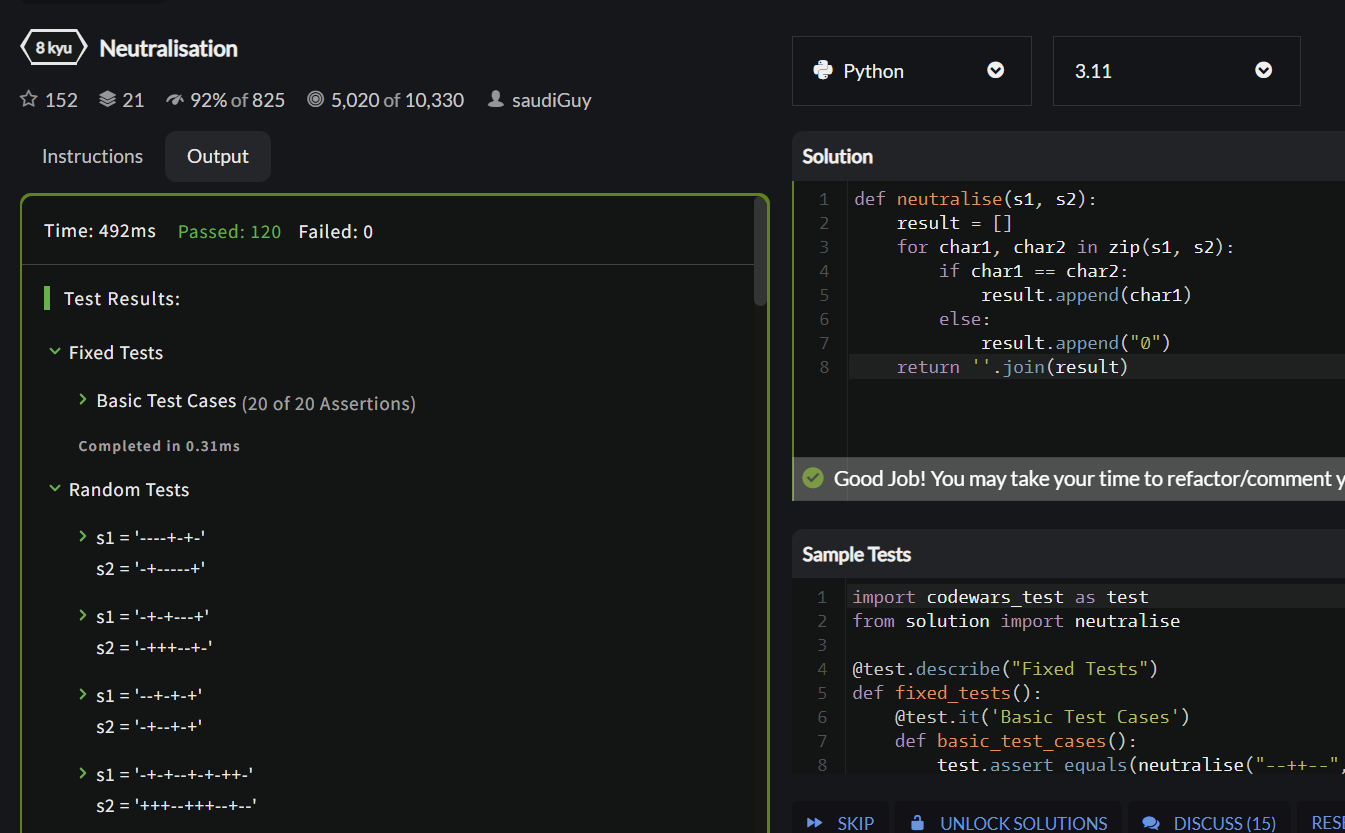 8 kyu Neutralisation
152 21 92% of 825 5,020 of 10,330 saudiGuy
Instructions Output
Time: 492ms Passed: 120 Failed: 0
Test Results:
Fixed Tests
Basic Test Cases (20 of 20 Assertions)
Completed in 0.31ms
Random Tests
s1 = '----+-+-'
s2 = '-+-----+'
s1 = '-+-+---+'
s2 = '-+++--+-'
s1 = '--+-+-+'
s2 = '-+--+-+'
s1 = '-+-+--+-+-++-'
s2 = '+++--+++--+--'
Python 3.11
Solution
1 def neutralise(s1, s2):
2     result = []
3     for char1, char2 in zip(s1, s2):
4         if char1 == char2:
5             result.append(char1)
6         else:
7             result.append("0")
8     return ''.join(result)
Good Job! You may take your time to refactor/comment y
Sample Tests
1 import codewars_test as test
2 from solution import neutralise
3
4 @test.describe("Fixed Tests")
5 def fixed_tests():
6     @test.it('Basic Test Cases')
7     def basic_test_cases():
8         test.assert_equals(neutralise("--++--",
SKIP UNLOCK SOLUTIONS DISCUSS (15) RESE